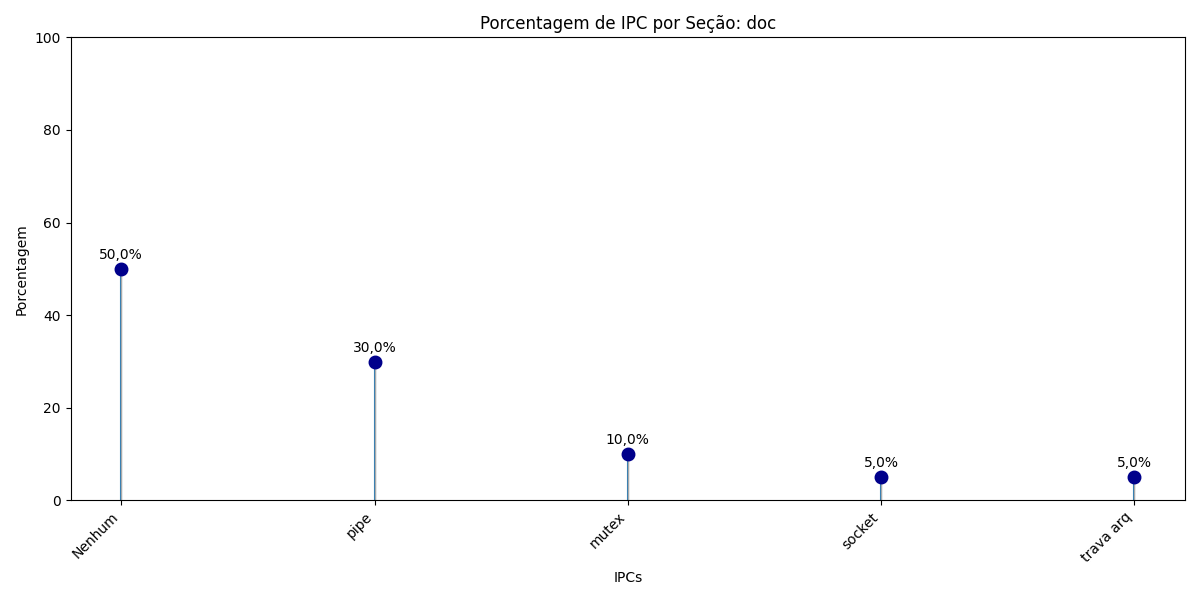 Porcentagem de IPC por Seção: doc
100
80
60
40
20
0
Porcentagem
50,0%
30,0%
10,0%
5,0%
5,0%
Nenhum
pipe
mutex
socket
trava arq
IPCs